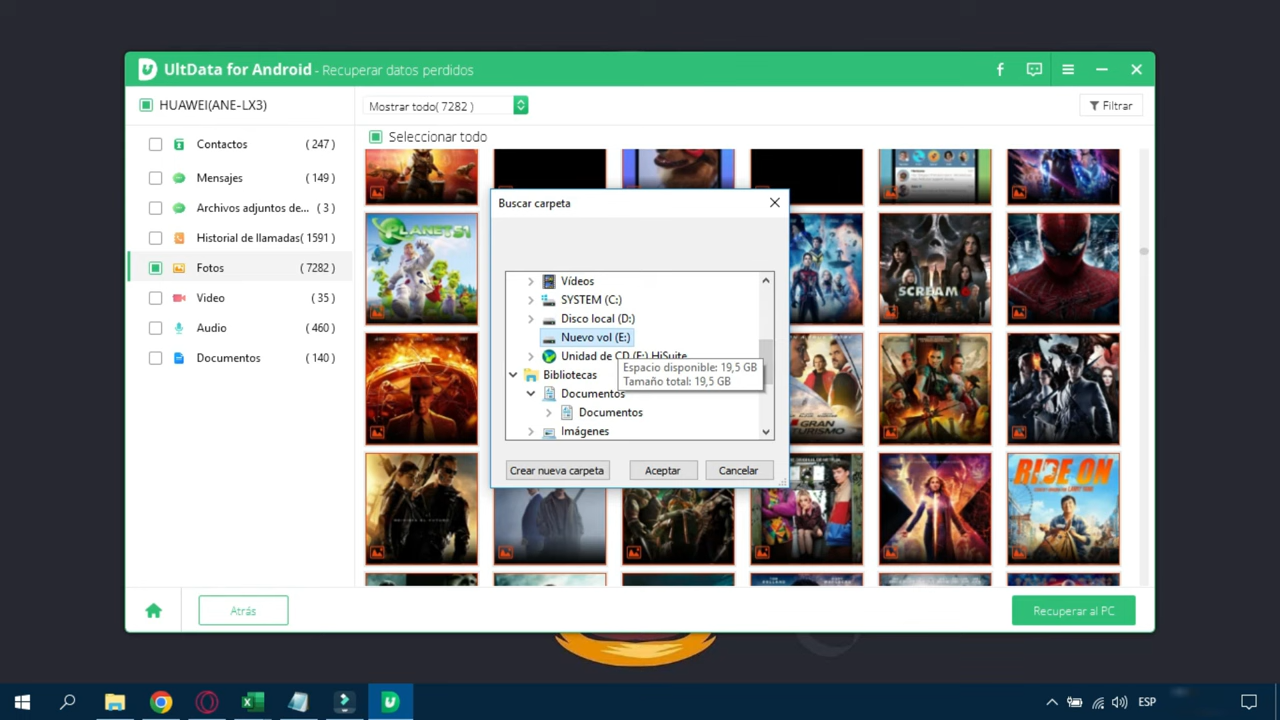 UltData for Android - Recuperar datos perdidos
HUAWEI(ANE-LX3)
Mostrar todo( 7282 )
Filtrar
Seleccionar todo
Contactos ( 247 )
Mensajes ( 149 )
Archivos adjuntos de... ( 3 )
Historial de llamadas( 1591 )
Fotos ( 7282 )
Video ( 35 )
Audio ( 460 )
Documentos ( 140 )
PLANET 51
SCREAM
GRAN
TURISMO
RIDE ON
Buscar carpeta
Vídeos
SYSTEM (C:)
Disco local (D:)
Nuevo vol (E:)
Unidad de CD (F:) HiSuite
Espacio disponible: 19,5 GB
Tamaño total: 19,5 GB
Bibliotecas
Documentos
Documentos
Imágenes
Crear nueva carpeta
Aceptar
Cancelar
Atrás
Recuperar al PC
ESP